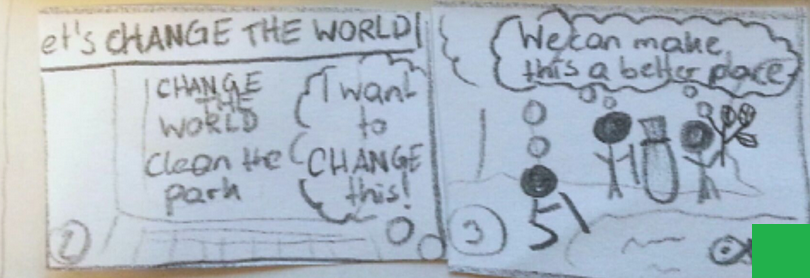 et's CHANGE THE WORLD!
CHANGE
THE
WORLD
Clean the
park
I want
to
CHANGE
this!
2
We can make
this a better place
3